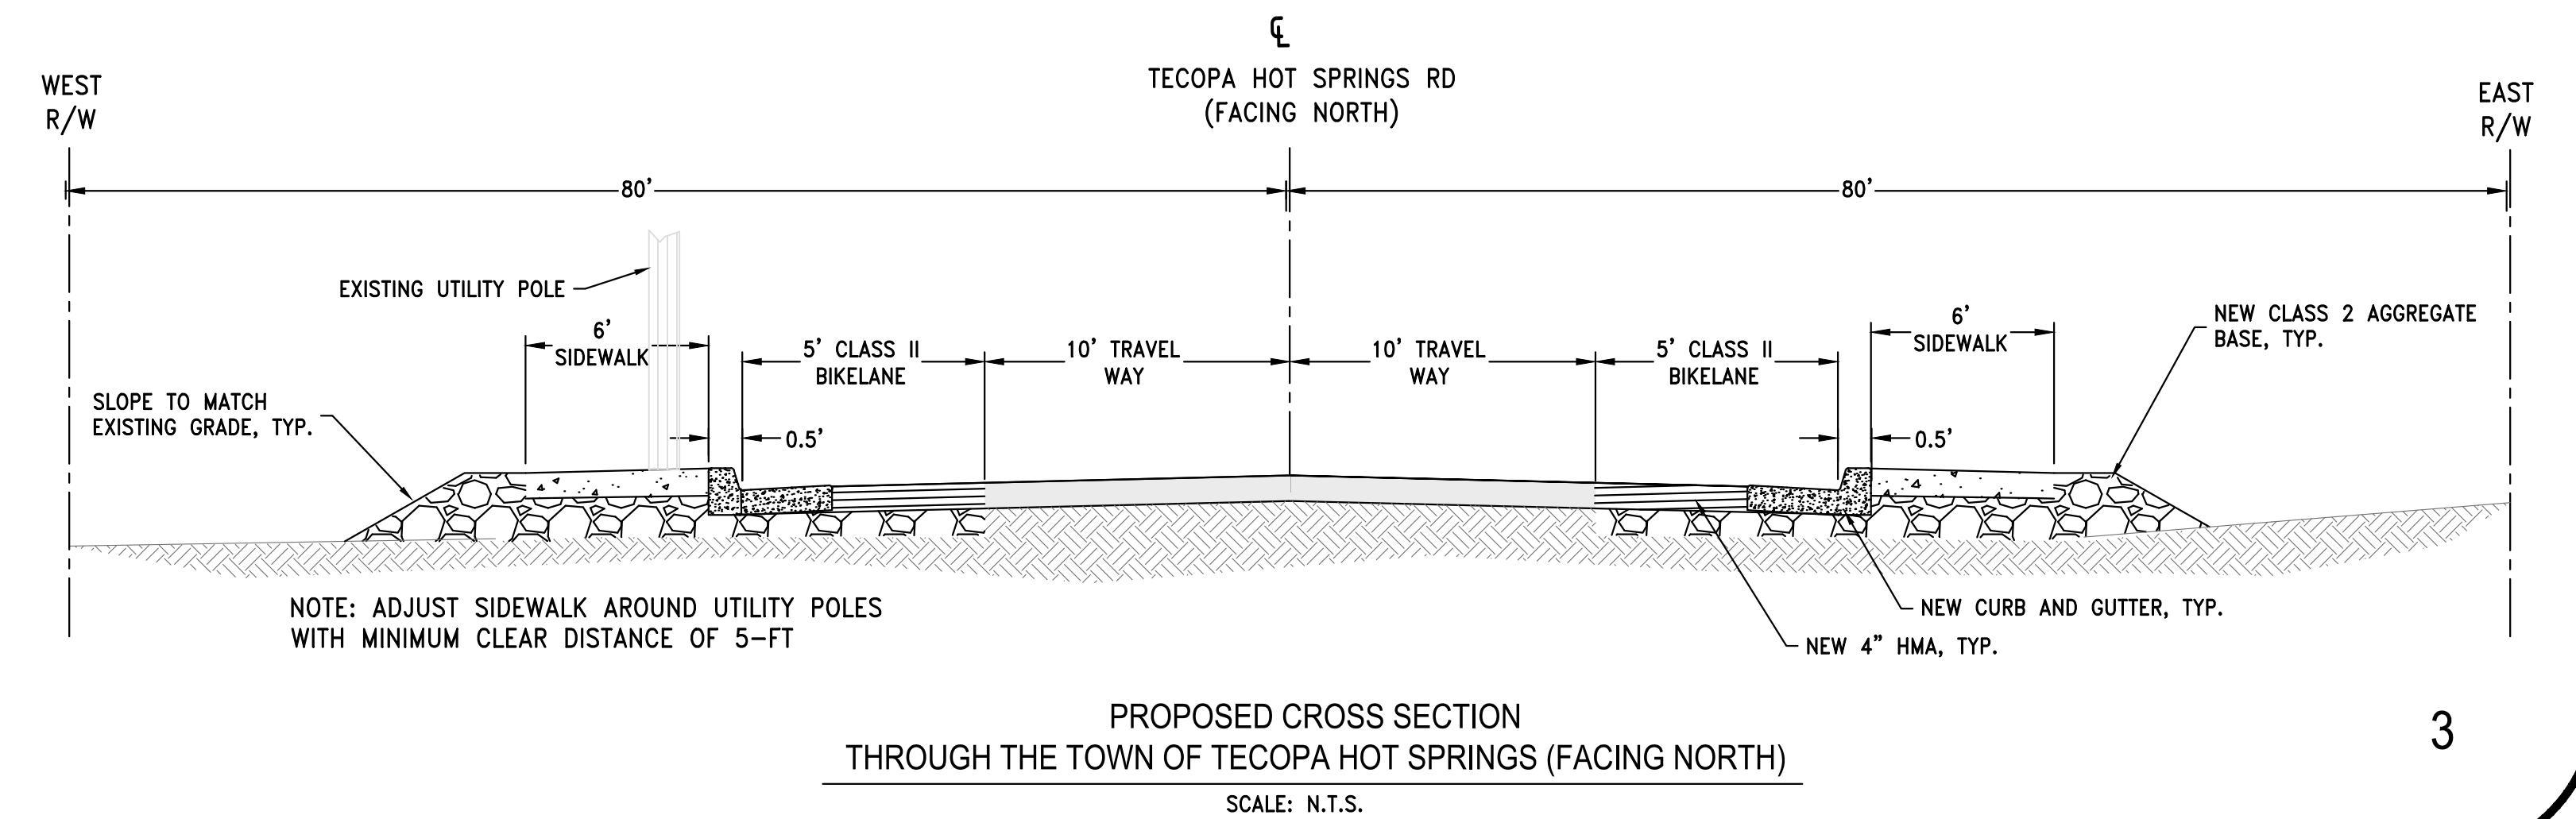 ℄
TECOPA HOT SPRINGS RD
(FACING NORTH)
WEST
R/W
EAST
R/W
80'
80'
EXISTING UTILITY POLE
6'
SIDEWALK
5' CLASS II
BIKELANE
10' TRAVEL
WAY
10' TRAVEL
WAY
5' CLASS II
BIKELANE
6'
SIDEWALK
NEW CLASS 2 AGGREGATE
BASE, TYP.
SLOPE TO MATCH
EXISTING GRADE, TYP.
0.5'
0.5'
NOTE: ADJUST SIDEWALK AROUND UTILITY POLES
WITH MINIMUM CLEAR DISTANCE OF 5-FT
NEW CURB AND GUTTER, TYP.
NEW 4" HMA, TYP.
PROPOSED CROSS SECTION
THROUGH THE TOWN OF TECOPA HOT SPRINGS (FACING NORTH)
SCALE: N.T.S.
3